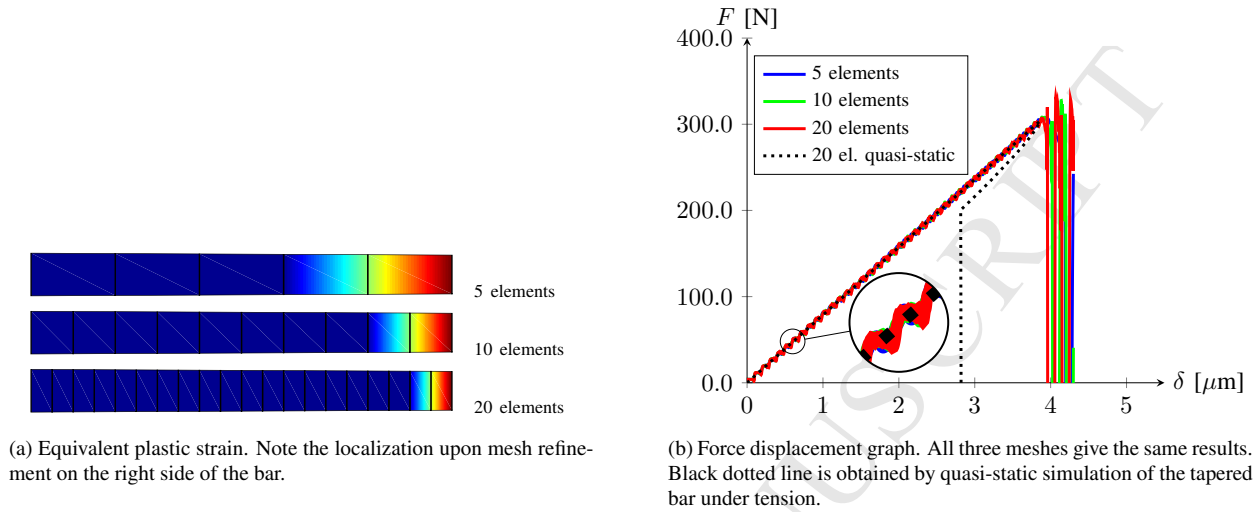 5 elements
10 elements
20 elements
(a) Equivalent plastic strain. Note the localization upon mesh refine-
ment on the right side of the bar.
F [N]
400.0
300.0
200.0
100.0
0.0
0
1
2
3
4
5
δ [μm]
5 elements
10 elements
20 elements
20 el. quasi-static
(b) Force displacement graph. All three meshes give the same results.
Black dotted line is obtained by quasi-static simulation of the tapered
bar under tension.
USCRIPT